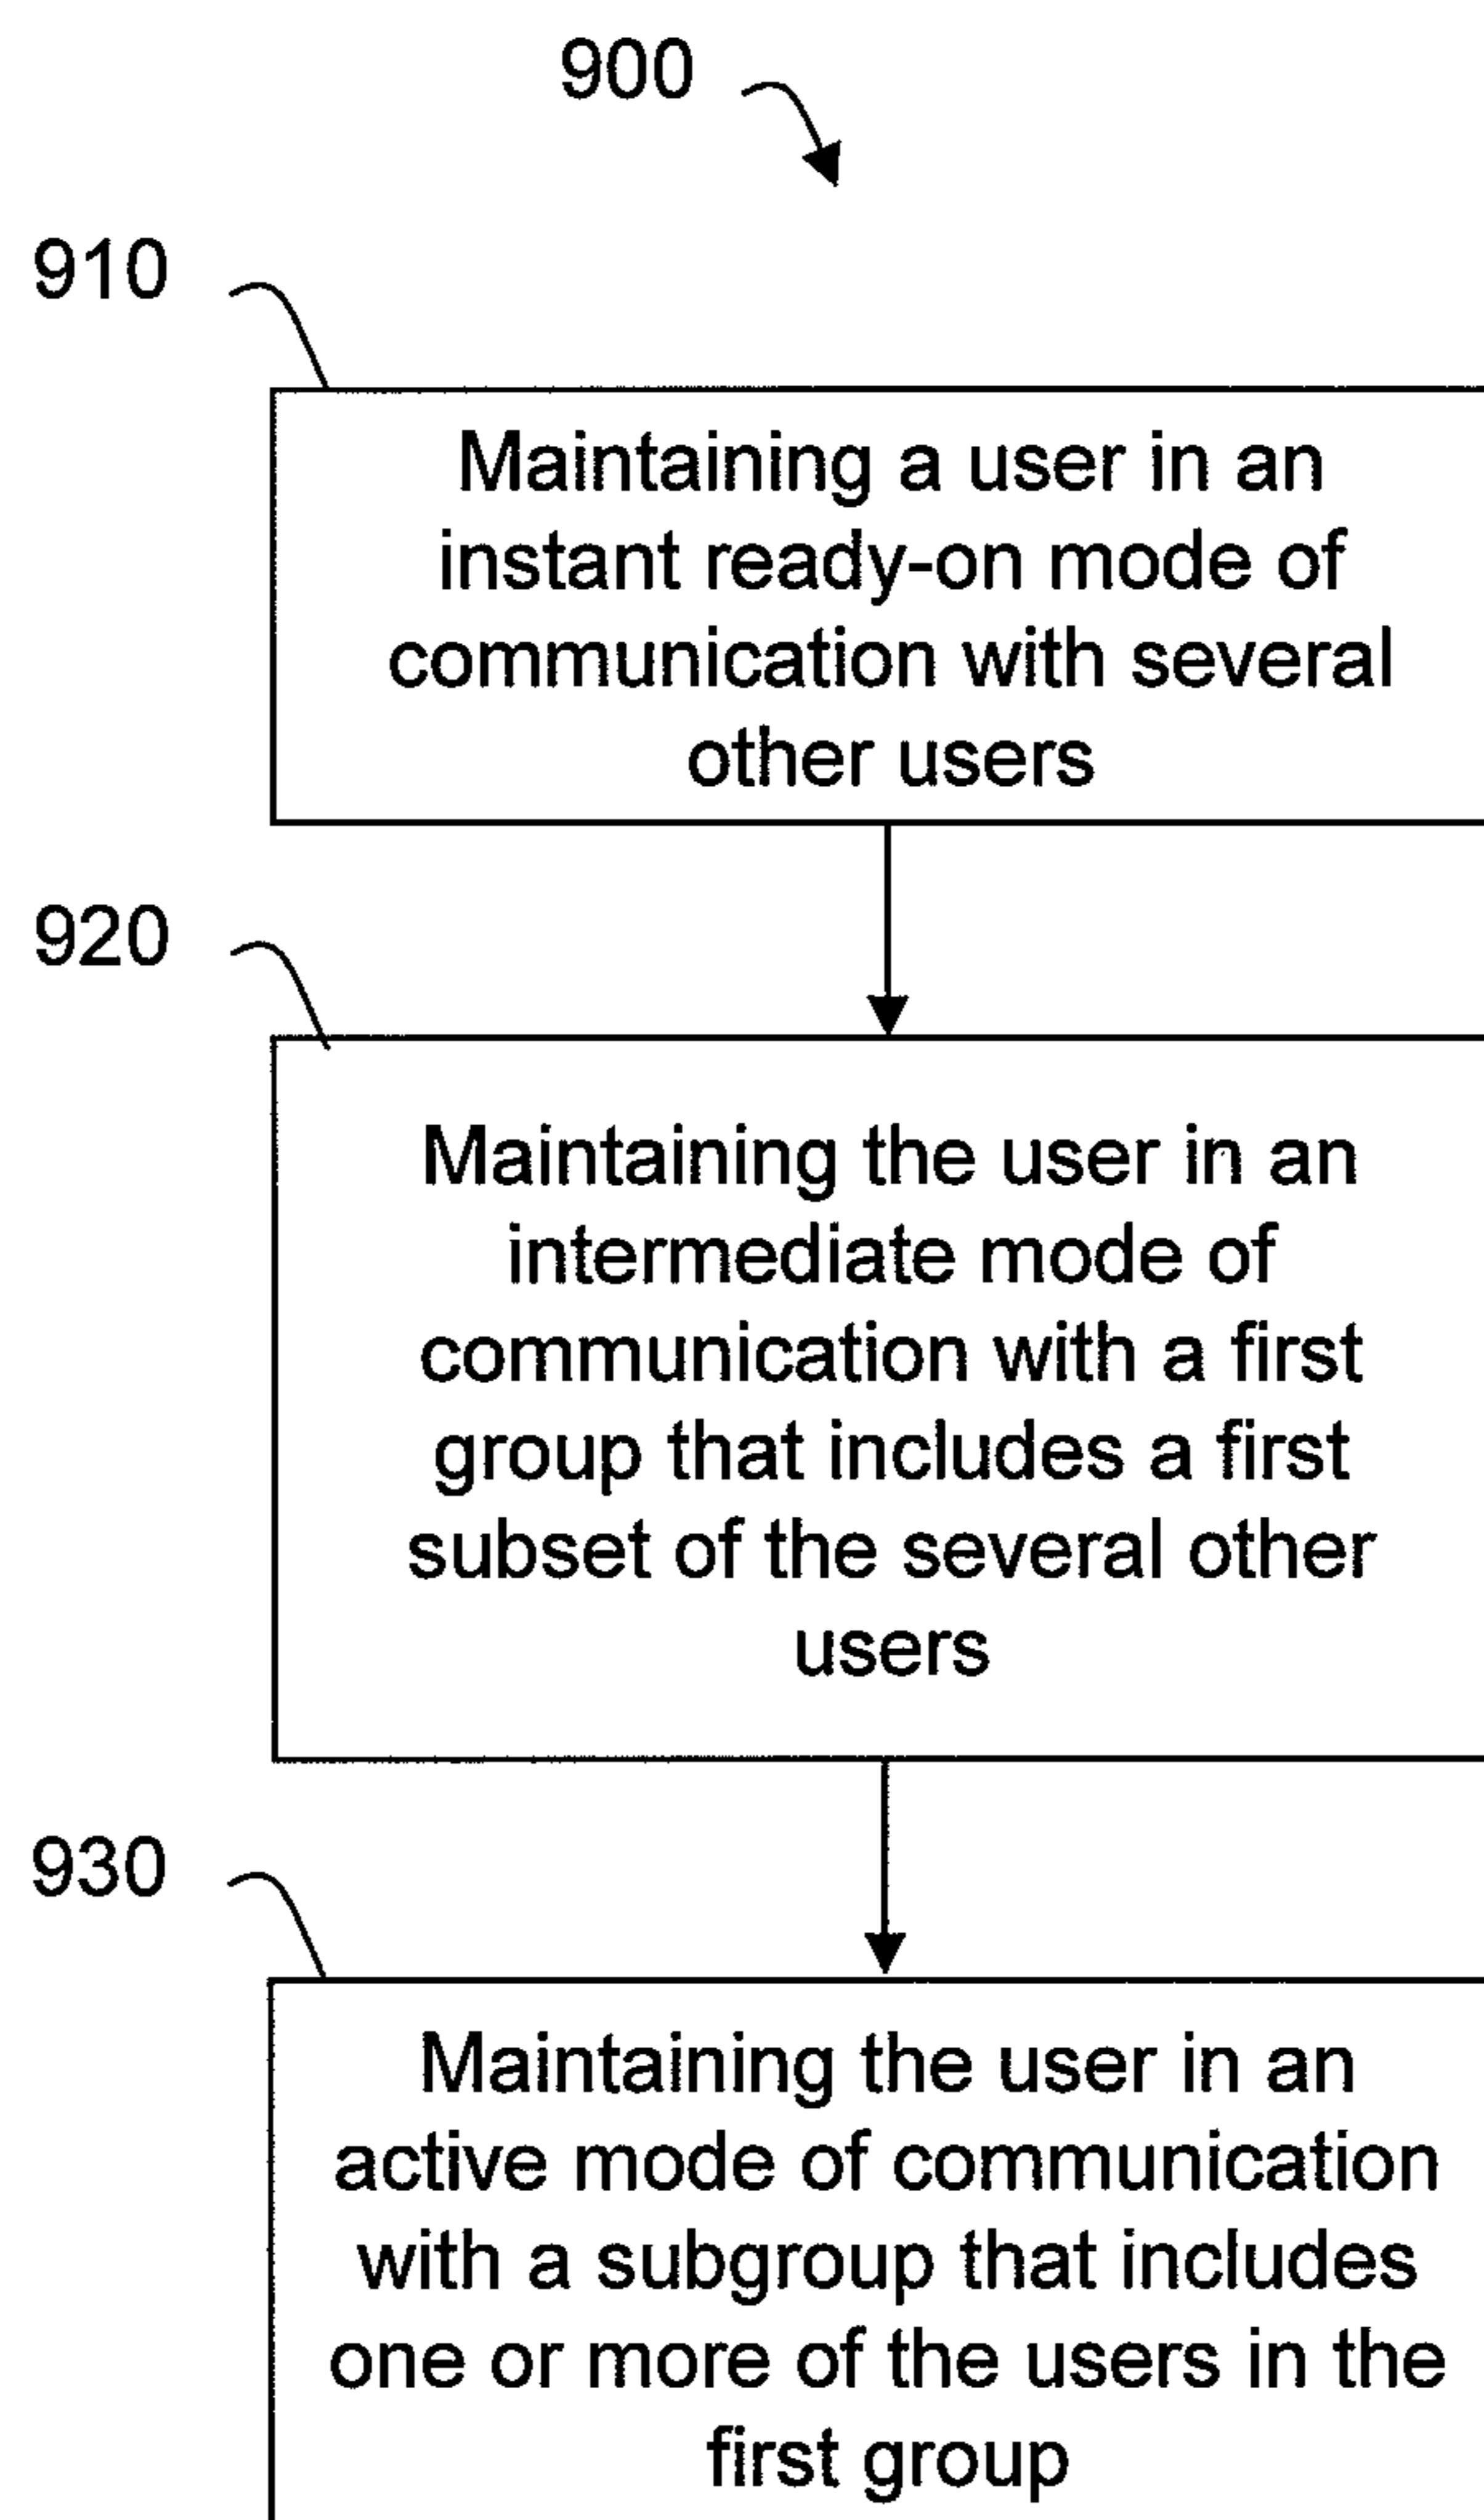 900
910
Maintaining a user in an
instant ready-on mode of
communication with several
other users
920
Maintaining the user in an
intermediate mode of
communication with a first
group that includes a first
subset of the several other
users
930
Maintaining the user in an
active mode of communication
with a subgroup that includes
one or more of the users in the
first group